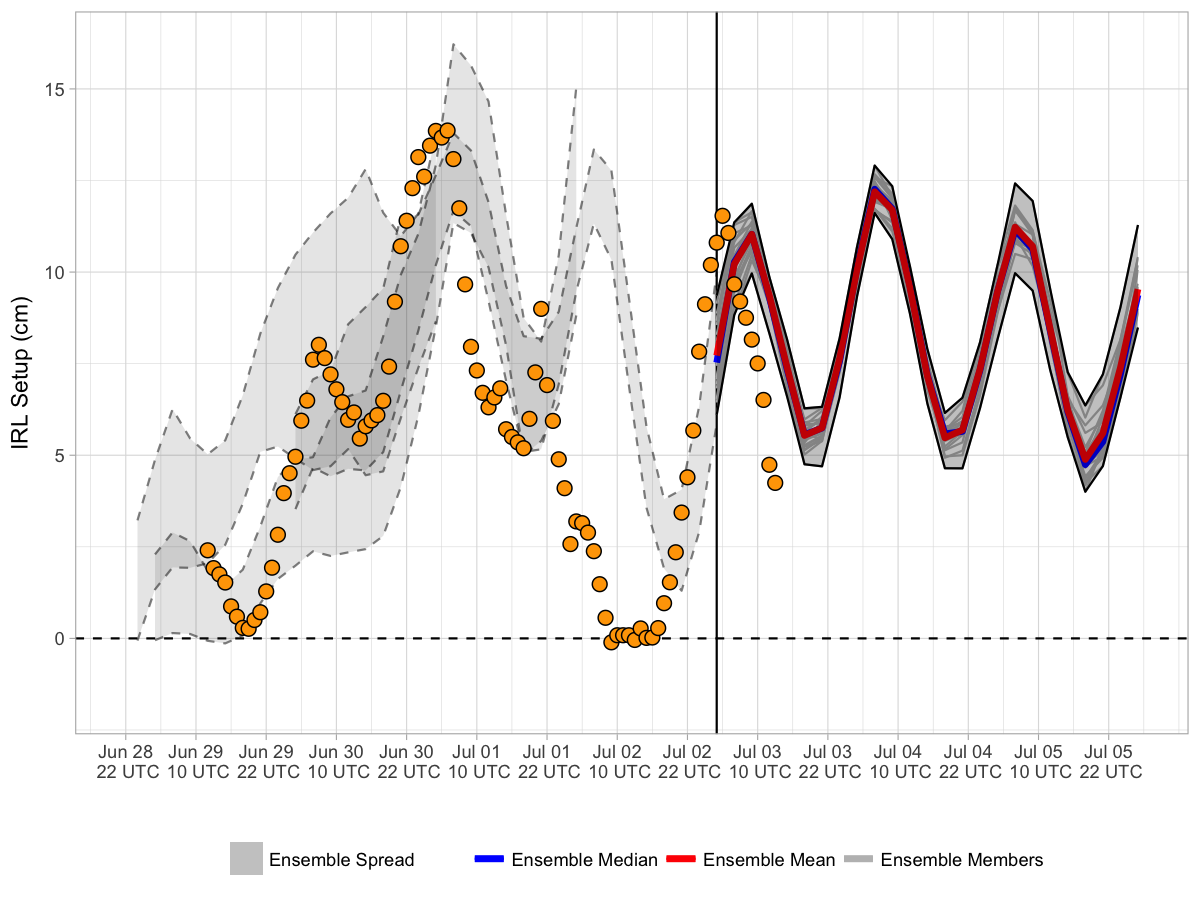 IRL Setup (cm)
15
10
5
0
Jun 28 Jun 29 Jun 29 Jun 30 Jun 30 Jul 01 Jul 01 Jul 02 Jul 02 Jul 03 Jul 03 Jul 04 Jul 04 Jul 05 Jul 05
22 UTC 10 UTC 22 UTC 10 UTC 22 UTC 10 UTC 22 UTC 10 UTC 22 UTC 10 UTC 22 UTC 10 UTC 22 UTC 10 UTC 22 UTC
Ensemble Spread Ensemble Median Ensemble Mean Ensemble Members